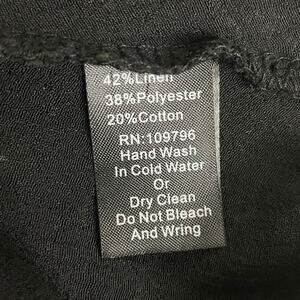 42%Linen
38%Polyester
20%Cotton
RN:109796
Hand Wash
In Cold Water
Or
Dry Clean
Do Not Bleach
And Wring